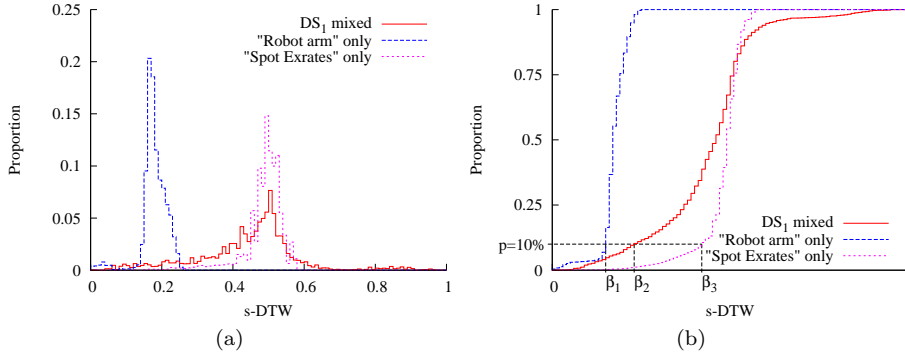 DS1 mixed
"Robot arm" only
"Spot Exrates" only
Proportion
0.25
0.2
0.15
0.1
0.05
0
0 0.2 0.4 0.6 0.8 1
s-DTW
(a)
Proportion
1
0.75
0.5
0.25
p=10%
0
DS1 mixed
"Robot arm" only
"Spot Exrates" only
0 β1 β2 β3
s-DTW
(b)